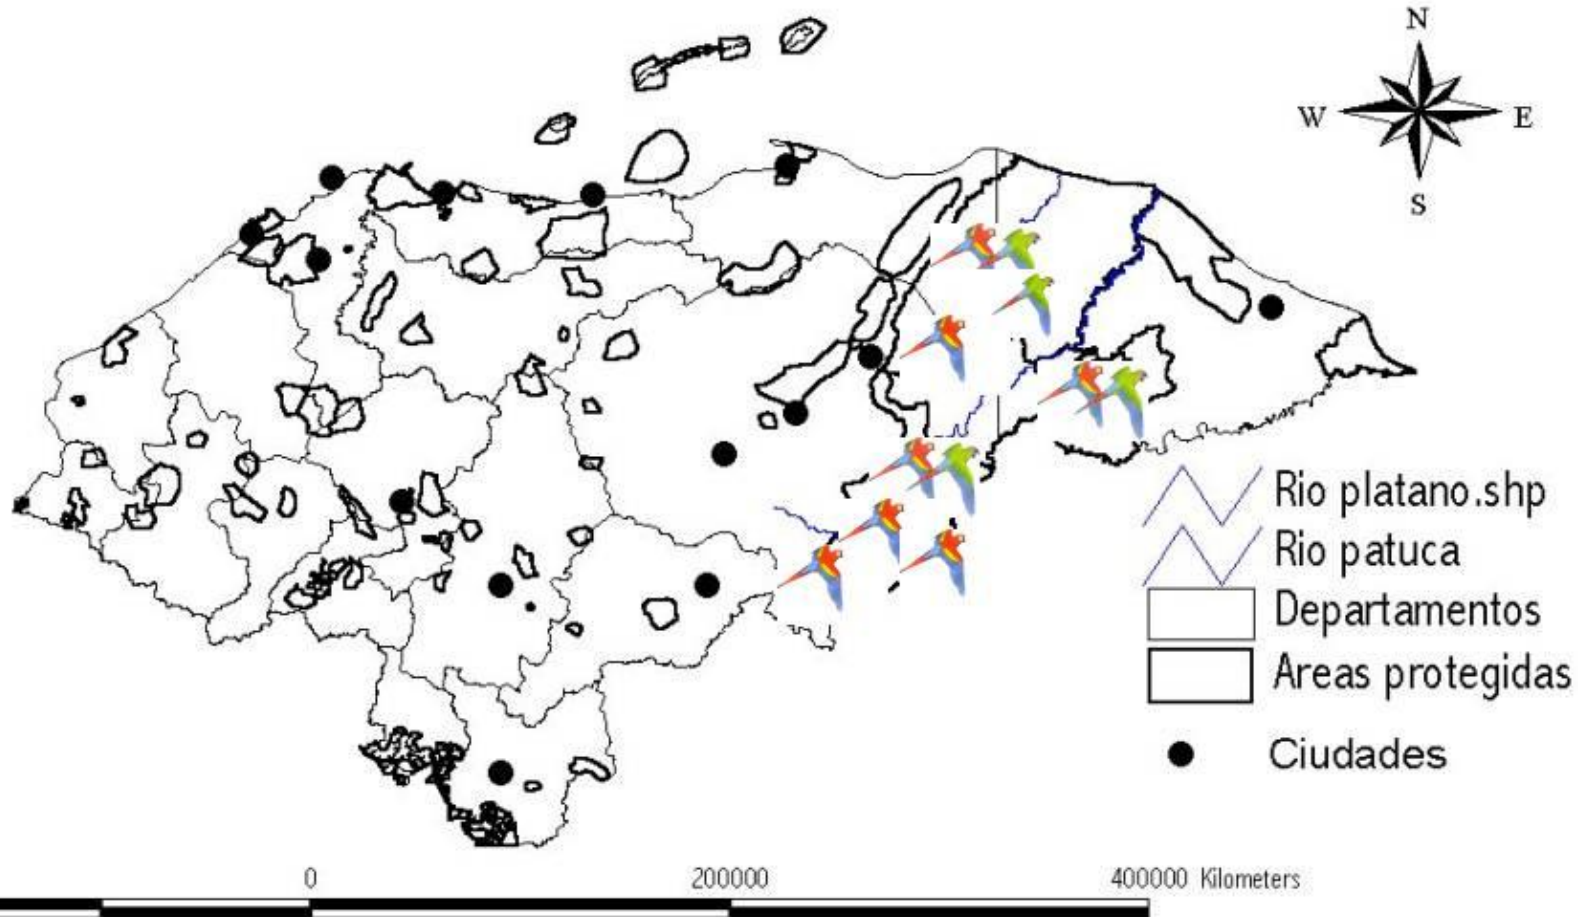 N
W E
S
Rio platano.shp
Rio patuca
Departamentos
Areas protegidas
Ciudades
0 200000 400000 Kilometers